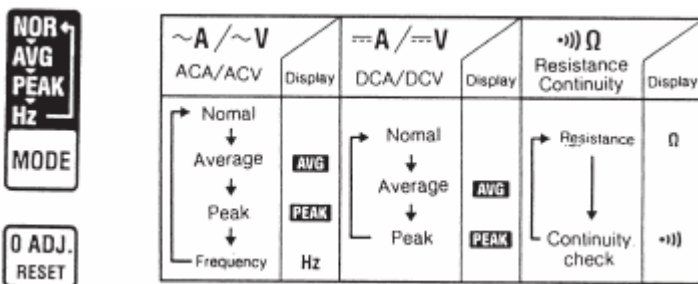 NOR
AVG
PEAK
Hz
MODE
0 ADJ.
RESET
~A/~V
ACA/ACV
Display
⎓A/⎓V
DCA/DCV
Display
•))) Ω
Resistance
Continuity
Display
Nomal
Average
AVG
Peak
PEAK
Frequency
Hz
Nomal
Average
AVG
Peak
PEAK
Resistance
Ω
Continuity
check
•)))